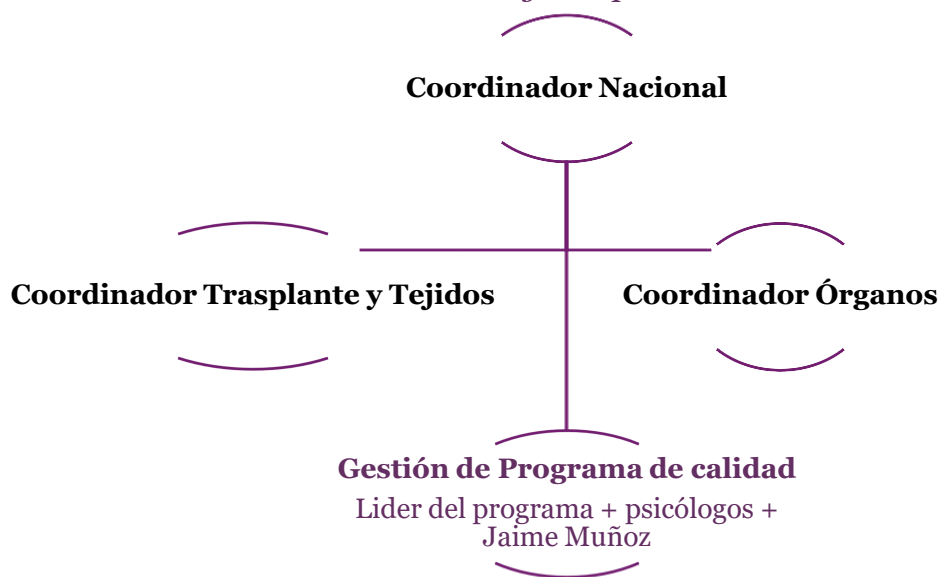 Coordinador Nacional
Coordinador Trasplante y Tejidos
Coordinador Órganos
Gestión de Programa de calidad
Lider del programa + psicólogos +
Jaime Muñoz